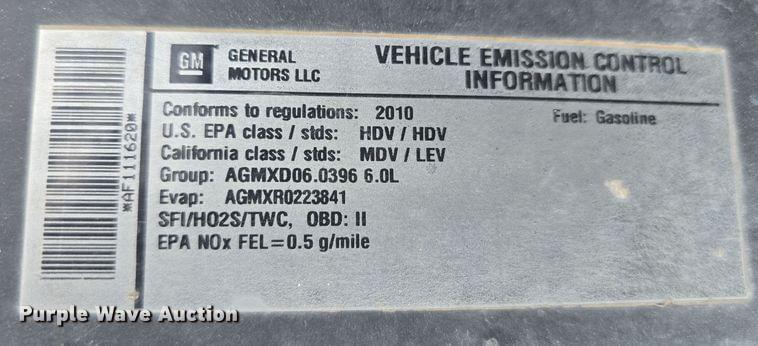 GM
GENERAL
MOTORS LLC
VEHICLE EMISSION CONTROL
INFORMATION
Conforms to regulations: 2010
Fuel: Gasoline
U.S. EPA class / stds: HDV / HDV
California class / stds: MDV / LEV
Group: AGMXD06.0396 6.0L
Evap: AGMXR0223841
SFI/HO2S/TWC, OBD: II
EPA NOx FEL=0.5 g/mile
*AF111620*
Purple Wave Auction